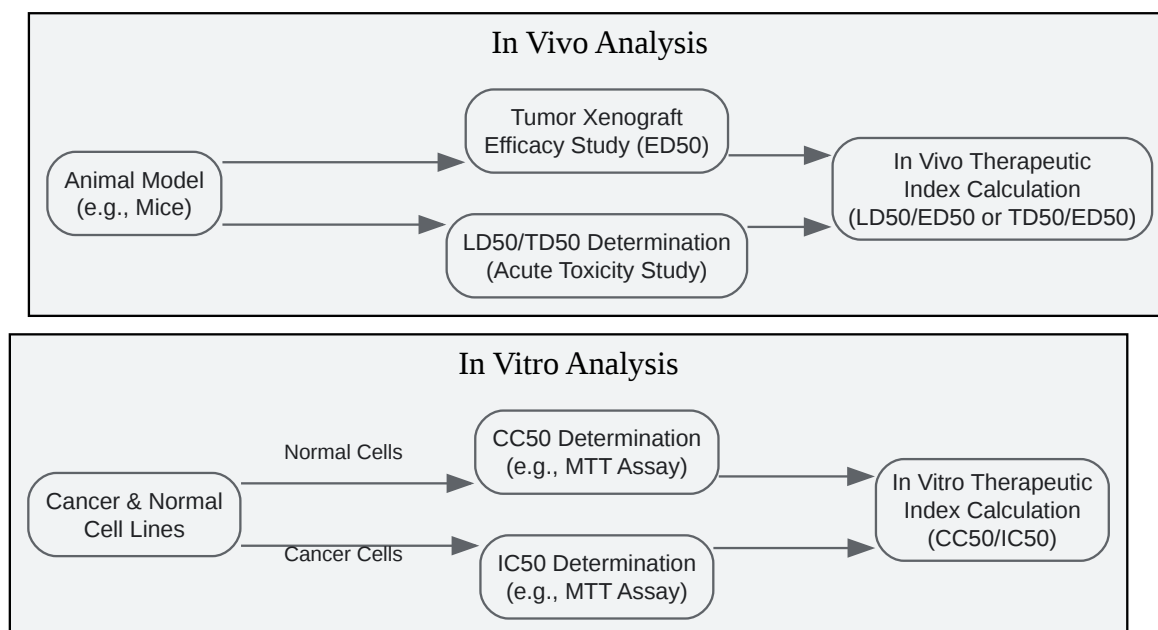 In Vivo Analysis
Tumor Xenograft
Efficacy Study (ED50)
Animal Model
(e.g., Mice)
LD50/TD50 Determination
(Acute Toxicity Study)
In Vivo Therapeutic
Index Calculation
(LD50/ED50 or TD50/ED50)
In Vitro Analysis
Normal Cells
CC50 Determination
(e.g., MTT Assay)
Cancer & Normal
Cell Lines
Cancer Cells
IC50 Determination
(e.g., MTT Assay)
In Vitro Therapeutic
Index Calculation
(CC50/IC50)